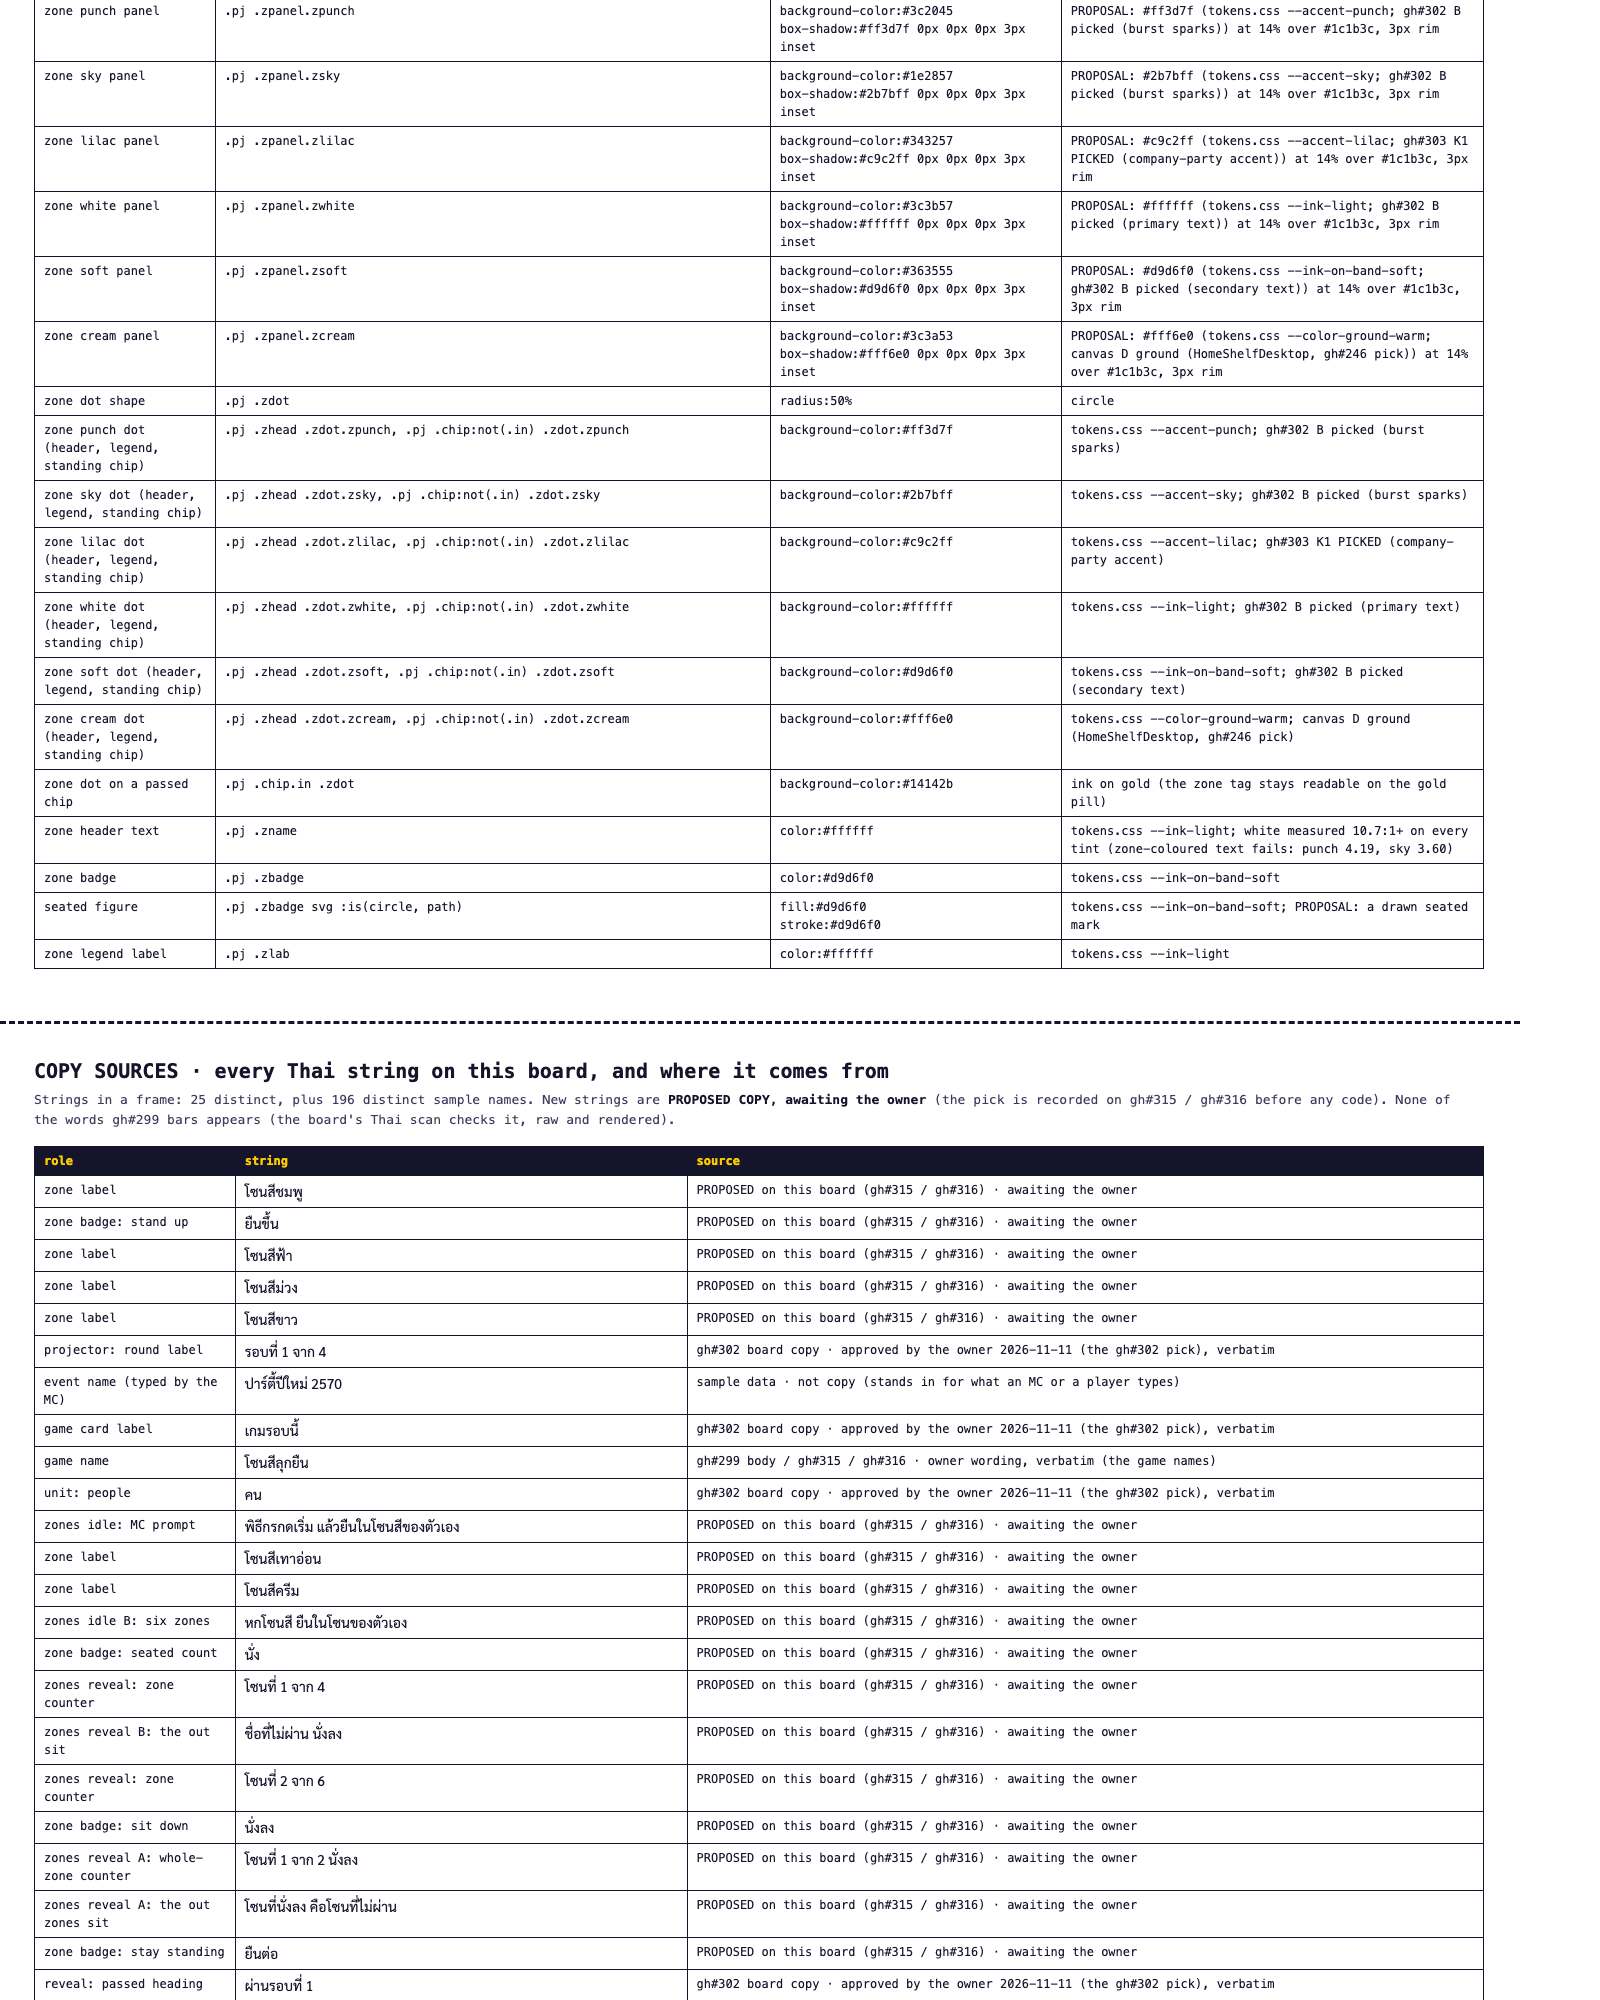 zone punch panel
.pj .zpanel.zpunch
background-color:#3c2045
box-shadow:#ff3d7f 0px 0px 0px 3px
inset
PROPOSAL: #ff3d7f (tokens.css --accent-punch; gh#302 B
picked (burst sparks)) at 14% over #1c1b3c, 3px rim
zone sky panel
.pj .zpanel.zsky
background-color:#1e2857
box-shadow:#2b7bff 0px 0px 0px 3px
inset
PROPOSAL: #2b7bff (tokens.css --accent-sky; gh#302 B
picked (burst sparks)) at 14% over #1c1b3c, 3px rim
zone lilac panel
.pj .zpanel.zlilac
background-color:#343257
box-shadow:#c9c2ff 0px 0px 0px 3px
inset
PROPOSAL: #c9c2ff (tokens.css --accent-lilac; gh#303 K1
PICKED (company-party accent)) at 14% over #1c1b3c, 3px
rim
zone white panel
.pj .zpanel.zwhite
background-color:#3c3b57
box-shadow:#ffffff 0px 0px 0px 3px
inset
PROPOSAL: #ffffff (tokens.css --ink-light; gh#302 B
picked (primary text)) at 14% over #1c1b3c, 3px rim
zone soft panel
.pj .zpanel.zsoft
background-color:#363555
box-shadow:#d9d6f0 0px 0px 0px 3px
inset
PROPOSAL: #d9d6f0 (tokens.css --ink-on-band-soft;
gh#302 B picked (secondary text)) at 14% over #1c1b3c,
3px rim
zone cream panel
.pj .zpanel.zcream
background-color:#3c3a53
box-shadow:#fff6e0 0px 0px 0px 3px
inset
PROPOSAL: #fff6e0 (tokens.css --color-ground-warm;
canvas D ground (HomeShelfDesktop, gh#246 pick)) at 14%
over #1c1b3c, 3px rim
zone dot shape
.pj .zdot
radius:50%
circle
zone punch dot
(header, legend,
standing chip)
.pj .zhead .zdot.zpunch, .pj .chip:not(.in) .zdot.zpunch
background-color:#ff3d7f
tokens.css --accent-punch; gh#302 B picked (burst
sparks)
zone sky dot (header,
legend, standing chip)
.pj .zhead .zdot.zsky, .pj .chip:not(.in) .zdot.zsky
background-color:#2b7bff
tokens.css --accent-sky; gh#302 B picked (burst sparks)
zone lilac dot
(header, legend,
standing chip)
.pj .zhead .zdot.zlilac, .pj .chip:not(.in) .zdot.zlilac
background-color:#c9c2ff
tokens.css --accent-lilac; gh#303 K1 PICKED (company-
party accent)
zone white dot
(header, legend,
standing chip)
.pj .zhead .zdot.zwhite, .pj .chip:not(.in) .zdot.zwhite
background-color:#ffffff
tokens.css --ink-light; gh#302 B picked (primary text)
zone soft dot (header,
legend, standing chip)
.pj .zhead .zdot.zsoft, .pj .chip:not(.in) .zdot.zsoft
background-color:#d9d6f0
tokens.css --ink-on-band-soft; gh#302 B picked
(secondary text)
zone cream dot
(header, legend,
standing chip)
.pj .zhead .zdot.zcream, .pj .chip:not(.in) .zdot.zcream
background-color:#fff6e0
tokens.css --color-ground-warm; canvas D ground
(HomeShelfDesktop, gh#246 pick)
zone dot on a passed
chip
.pj .chip.in .zdot
background-color:#14142b
ink on gold (the zone tag stays readable on the gold
pill)
zone header text
.pj .zname
color:#ffffff
tokens.css --ink-light; white measured 10.7:1+ on every
tint (zone-coloured text fails: punch 4.19, sky 3.60)
zone badge
.pj .zbadge
color:#d9d6f0
tokens.css --ink-on-band-soft
seated figure
.pj .zbadge svg :is(circle, path)
fill:#d9d6f0
stroke:#d9d6f0
tokens.css --ink-on-band-soft; PROPOSAL: a drawn seated
mark
zone legend label
.pj .zlab
color:#ffffff
tokens.css --ink-light
COPY SOURCES · every Thai string on this board, and where it comes from
Strings in a frame: 25 distinct, plus 196 distinct sample names. New strings are PROPOSED COPY, awaiting the owner (the pick is recorded on gh#315 / gh#316 before any code). None of
the words gh#299 bars appears (the board's Thai scan checks it, raw and rendered).
role
string
source
zone label
โซนสีชมพู
PROPOSED on this board (gh#315 / gh#316) · awaiting the owner
zone badge: stand up
ยืนขึ้น
PROPOSED on this board (gh#315 / gh#316) · awaiting the owner
zone label
โซนสีฟ้า
PROPOSED on this board (gh#315 / gh#316) · awaiting the owner
zone label
โซนสีม่วง
PROPOSED on this board (gh#315 / gh#316) · awaiting the owner
zone label
โซนสีขาว
PROPOSED on this board (gh#315 / gh#316) · awaiting the owner
projector: round label
รอบที่ 1 จาก 4
gh#302 board copy · approved by the owner 2026-11-11 (the gh#302 pick), verbatim
event name (typed by the
MC)
ปาร์ตี้ปีใหม่ 2570
sample data · not copy (stands in for what an MC or a player types)
game card label
เกมรอบนี้
gh#302 board copy · approved by the owner 2026-11-11 (the gh#302 pick), verbatim
game name
โซนสีลุกยืน
gh#299 body / gh#315 / gh#316 · owner wording, verbatim (the game names)
unit: people
คน
gh#302 board copy · approved by the owner 2026-11-11 (the gh#302 pick), verbatim
zones idle: MC prompt
พิธีกรกดเริ่ม แล้วยืนในโซนสีของตัวเอง
PROPOSED on this board (gh#315 / gh#316) · awaiting the owner
zone label
โซนสีเทาอ่อน
PROPOSED on this board (gh#315 / gh#316) · awaiting the owner
zone label
โซนสีครีม
PROPOSED on this board (gh#315 / gh#316) · awaiting the owner
zones idle B: six zones
หกโซนสี ยืนในโซนของตัวเอง
PROPOSED on this board (gh#315 / gh#316) · awaiting the owner
zone badge: seated count
นั่ง
PROPOSED on this board (gh#315 / gh#316) · awaiting the owner
zones reveal: zone
counter
โซนที่ 1 จาก 4
PROPOSED on this board (gh#315 / gh#316) · awaiting the owner
zones reveal B: the out
sit
ชื่อที่ไม่ผ่าน นั่งลง
PROPOSED on this board (gh#315 / gh#316) · awaiting the owner
zones reveal: zone
counter
โซนที่ 2 จาก 6
PROPOSED on this board (gh#315 / gh#316) · awaiting the owner
zone badge: sit down
นั่งลง
PROPOSED on this board (gh#315 / gh#316) · awaiting the owner
zones reveal A: whole-
zone counter
โซนที่ 1 จาก 2 นั่งลง
PROPOSED on this board (gh#315 / gh#316) · awaiting the owner
zones reveal A: the out
zones sit
โซนที่นั่งลง คือโซนที่ไม่ผ่าน
PROPOSED on this board (gh#315 / gh#316) · awaiting the owner
zone badge: stay standing
ยืนต่อ
PROPOSED on this board (gh#315 / gh#316) · awaiting the owner
reveal: passed heading
ผ่านรอบที่ 1
gh#302 board copy · approved by the owner 2026-11-11 (the gh#302 pick), verbatim